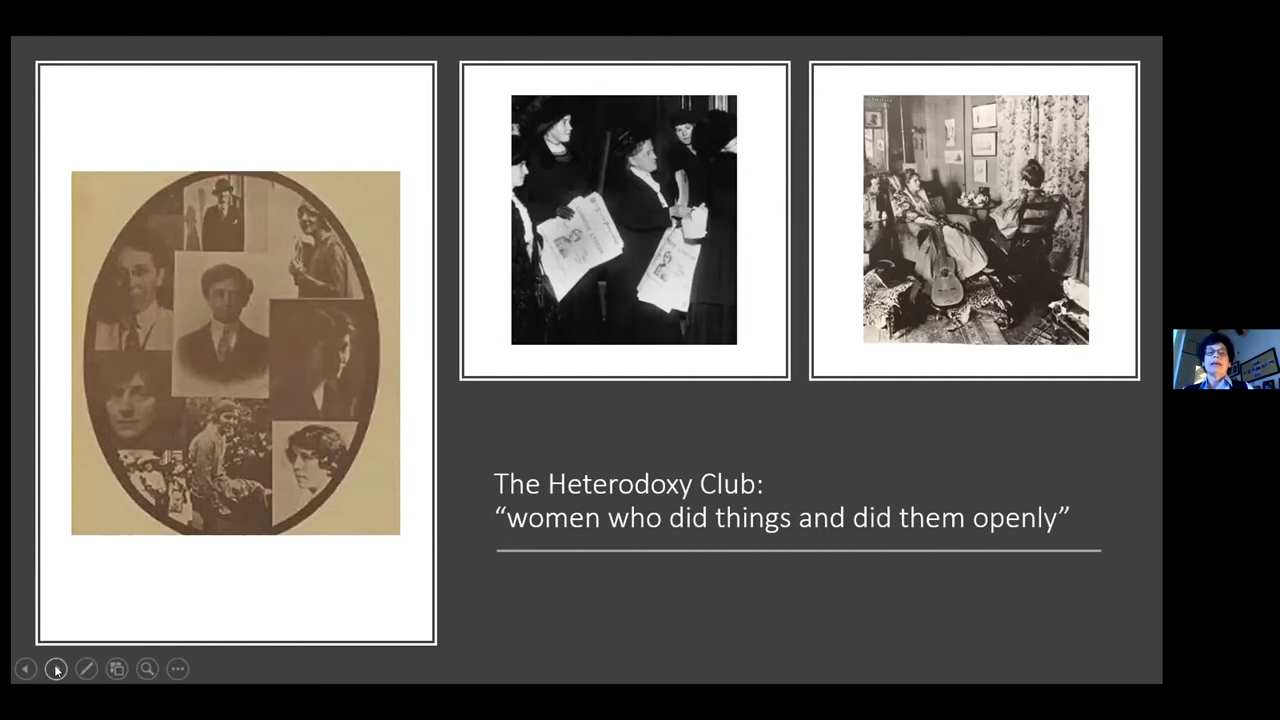 The Heterodoxy Club:
“women who did things and did them openly”